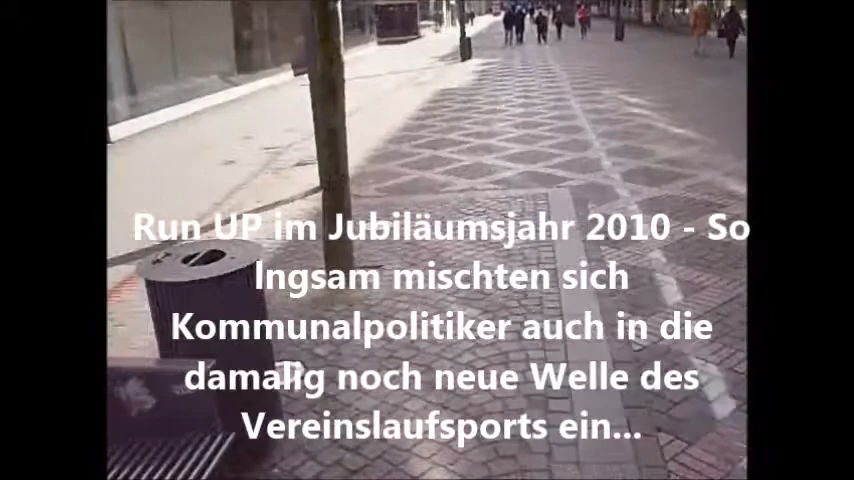 Run UP im Jubiläumsjahr 2010 - So
lngsam mischten sich
Kommunalpolitiker auch in die
damalig noch neue Welle des
Vereinslaufsports ein...